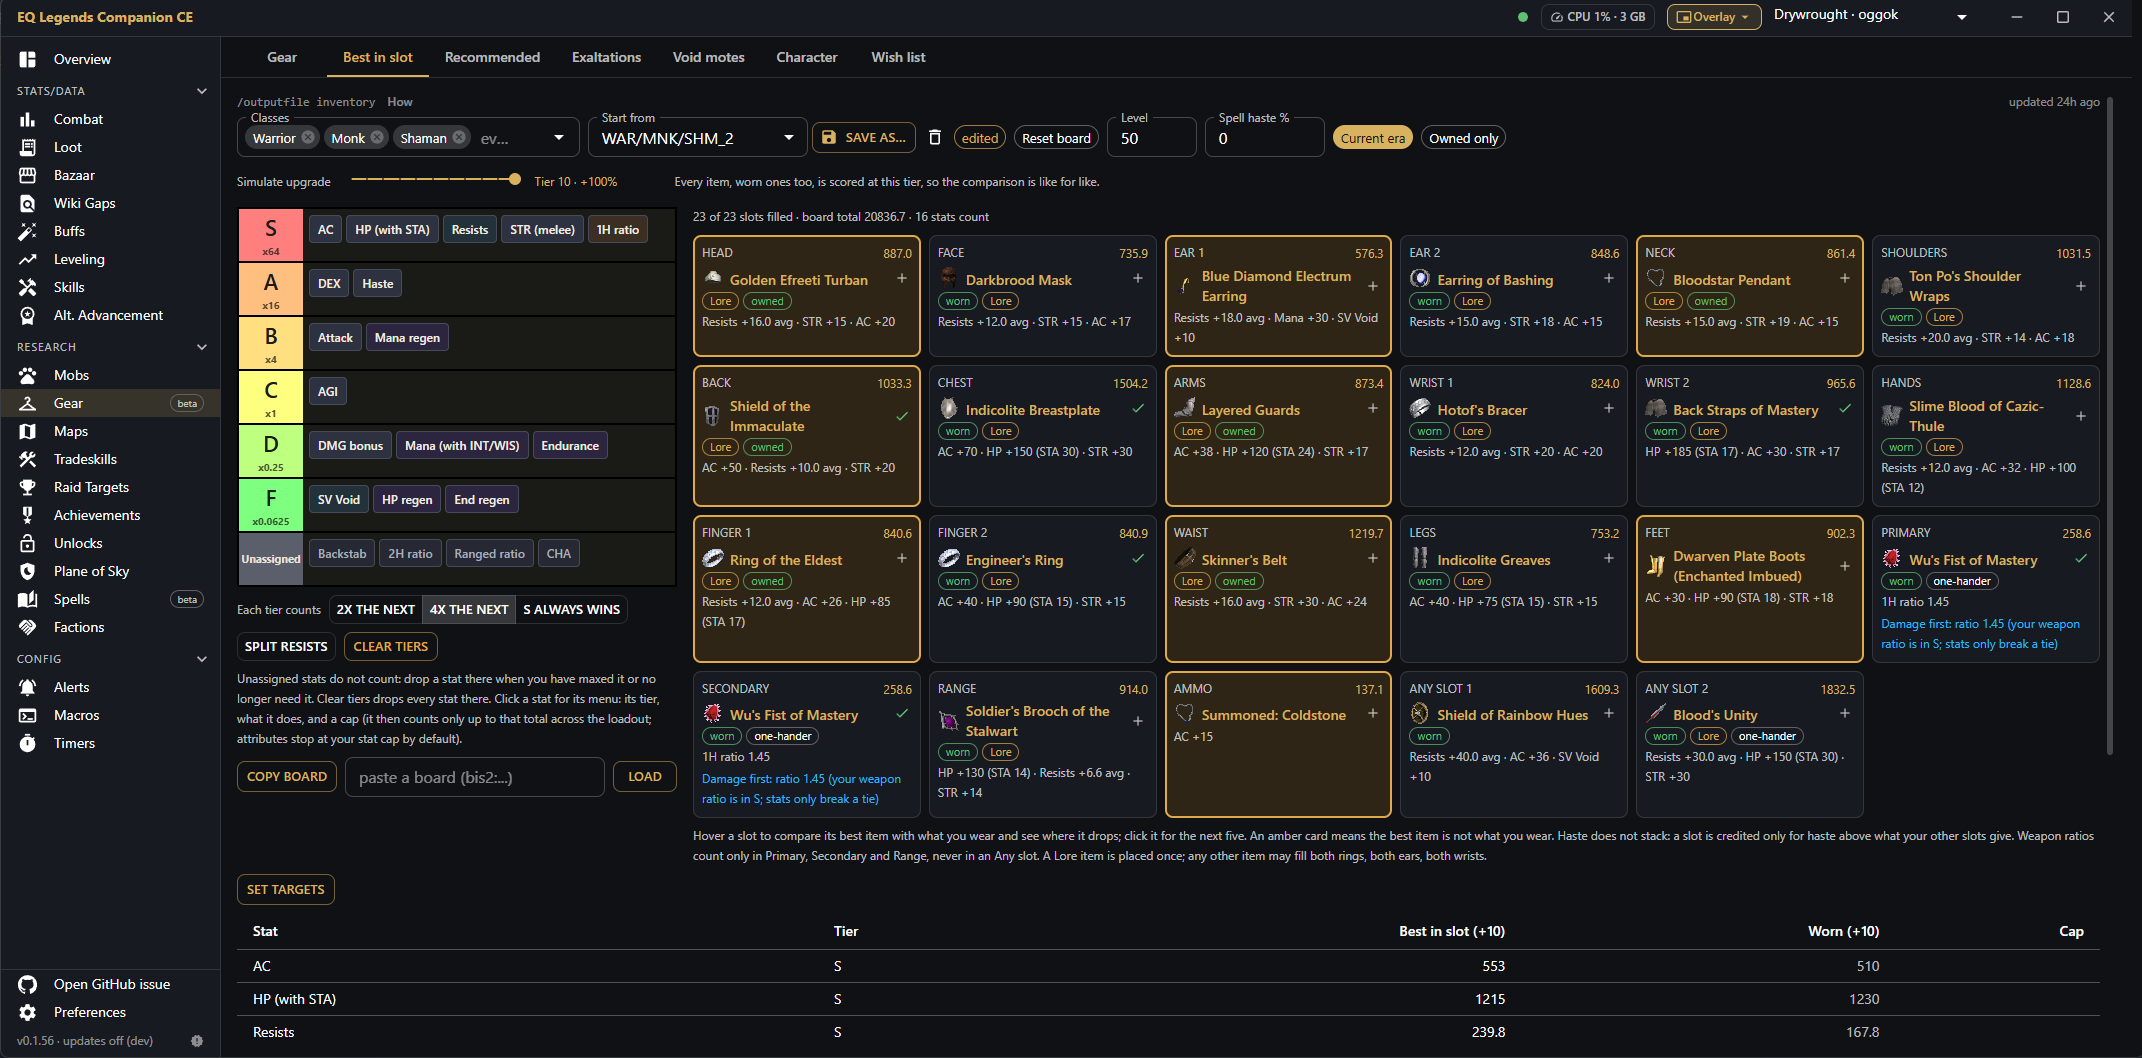 EQ Legends Companion CE
CPU 1% · 3 GB
Overlay
Drywrought · oggok
Overview
STATS/DATA
Combat
Loot
Bazaar
Wiki Gaps
Buffs
Leveling
Skills
Alt. Advancement
RESEARCH
Mobs
Gear beta
Maps
Tradeskills
Raid Targets
Achievements
Unlocks
Plane of Sky
Spells beta
Factions
CONFIG
Alerts
Macros
Timers
Open GitHub issue
Preferences
v0.1.56 · updates off (dev)
Gear Best in slot Recommended Exaltations Void motes Character Wish list
/outputfile inventory How
updated 24h ago
Classes
Warrior Monk Shaman ev...
Start from
WAR/MNK/SHM_2
SAVE AS...
edited
Reset board
Level
50
Spell haste %
0
Current era
Owned only
Simulate upgrade
Tier 10 · +100%
Every item, worn ones too, is scored at this tier, so the comparison is like for like.
S x64
AC HP (with STA) Resists STR (melee) 1H ratio
A x16
DEX Haste
B x4
Attack Mana regen
C x1
AGI
D x0.25
DMG bonus Mana (with INT/WIS) Endurance
F x0.0625
SV Void HP regen End regen
Unassigned
Backstab 2H ratio Ranged ratio CHA
Each tier counts 2X THE NEXT 4X THE NEXT S ALWAYS WINS
SPLIT RESISTS CLEAR TIERS
Unassigned stats do not count: drop a stat there when you have maxed it or no
longer need it. Clear tiers drops every stat there. Click a stat for its menu: its tier,
what it does, and a cap (it then counts only up to that total across the loadout;
attributes stop at your stat cap by default).
COPY BOARD paste a board (bis2:...) LOAD
23 of 23 slots filled · board total 20836.7 · 16 stats count
HEAD 887.0
Golden Efreeti Turban
Lore owned
Resists +16.0 avg · STR +15 · AC +20
FACE 735.9
Darkbrood Mask
worn Lore
Resists +12.0 avg · STR +15 · AC +17
EAR 1 576.3
Blue Diamond Electrum
Earring
Resists +18.0 avg · Mana +30 · SV Void
+10
EAR 2 848.6
Earring of Bashing
worn Lore
Resists +15.0 avg · STR +18 · AC +15
NECK 861.4
Bloodstar Pendant
Lore owned
Resists +15.0 avg · STR +19 · AC +15
SHOULDERS 1031.5
Ton Po's Shoulder
Wraps
worn Lore
Resists +20.0 avg · STR +14 · AC +18
BACK 1033.3
Shield of the
Immaculate
Lore owned
AC +50 · Resists +10.0 avg · STR +20
CHEST 1504.2
Indicolite Breastplate
worn Lore
AC +70 · HP +150 (STA 30) · STR +30
ARMS 873.4
Layered Guards
Lore owned
AC +38 · HP +120 (STA 24) · STR +17
WRIST 1 824.0
Hotof's Bracer
worn Lore
Resists +12.0 avg · STR +20 · AC +20
WRIST 2 965.6
Back Straps of Mastery
worn Lore
HP +185 (STA 17) · AC +30 · STR +17
HANDS 1128.6
Slime Blood of Cazic-
Thule
worn Lore
Resists +12.0 avg · AC +32 · HP +100
(STA 12)
FINGER 1 840.6
Ring of the Eldest
Lore owned
Resists +12.0 avg · AC +26 · HP +85
(STA 17)
FINGER 2 840.9
Engineer's Ring
worn Lore
AC +40 · HP +90 (STA 15) · STR +15
WAIST 1219.7
Skinner's Belt
Lore owned
Resists +16.0 avg · STR +30 · AC +24
LEGS 753.2
Indicolite Greaves
worn Lore
AC +40 · HP +75 (STA 15) · STR +15
FEET 902.3
Dwarven Plate Boots
(Enchanted Imbued)
AC +30 · HP +90 (STA 18) · STR +18
PRIMARY 258.6
Wu's Fist of Mastery
worn one-hander
1H ratio 1.45
Damage first: ratio 1.45 (your weapon
ratio is in S; stats only break a tie)
SECONDARY 258.6
Wu's Fist of Mastery
worn one-hander
1H ratio 1.45
Damage first: ratio 1.45 (your weapon
ratio is in S; stats only break a tie)
RANGE 914.0
Soldier's Brooch of the
Stalwart
worn Lore
HP +130 (STA 14) · Resists +6.6 avg ·
STR +14
AMMO 137.1
Summoned: Coldstone
AC +15
ANY SLOT 1 1609.3
Shield of Rainbow Hues
worn
Resists +40.0 avg · AC +36 · SV Void
+10
ANY SLOT 2 1832.5
Blood's Unity
worn Lore one-hander
Resists +30.0 avg · HP +150 (STA 30) ·
STR +30
Hover a slot to compare its best item with what you wear and see where it drops; click it for the next five. An amber card means the best item is not what you wear. Haste does not stack: a slot is credited only for haste above what your other slots give. Weapon ratios
count only in Primary, Secondary and Range, never in an Any slot. A Lore item is placed once; any other item may fill both rings, both ears, both wrists.
SET TARGETS
Stat Tier Best in slot (+10) Worn (+10) Cap
AC S 553 510
HP (with STA) S 1215 1230
Resists S 239.8 167.8